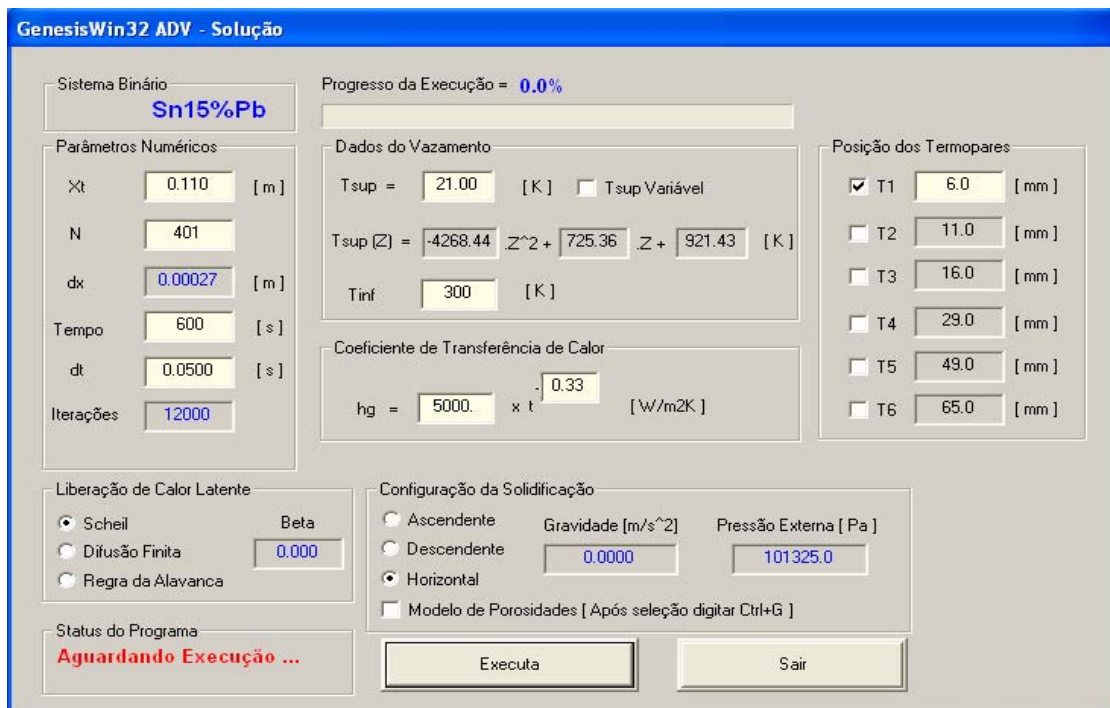 GenesisWin32 ADV - Solução
Sistema Binário
Sn15%Pb
Progresso da Execução = 0.0%
Parâmetros Numéricos
Xt 0.110 [ m ]
N 401
dx 0.00027 [ m ]
Tempo 600 [ s ]
dt 0.0500 [ s ]
Iterações 12000
Dados do Vazamento
Tsup = 21.00 [ K ] Tsup Variável
Tsup (Z) = -4268.44 .Z^2 + 725.36 .Z + 921.43 [ K ]
Tinf 300 [ K ]
Coeficiente de Transferência de Calor
hg = 5000. x t - 0.33 [ W/m2K ]
Posição dos Termopares
T1 6.0 [ mm ]
T2 11.0 [ mm ]
T3 16.0 [ mm ]
T4 29.0 [ mm ]
T5 49.0 [ mm ]
T6 65.0 [ mm ]
Liberação de Calor Latente
Scheil
Difusão Finita
Regra da Alavanca
Beta
0.000
Configuração da Solidificação
Ascendente
Descendente
Horizontal
Gravidade [m/s^2]
0.0000
Pressão Externa [ Pa ]
101325.0
Modelo de Porosidades [ Após seleção digitar Ctrl+G ]
Status do Programa
Aguardando Execução ...
Executa
Sair